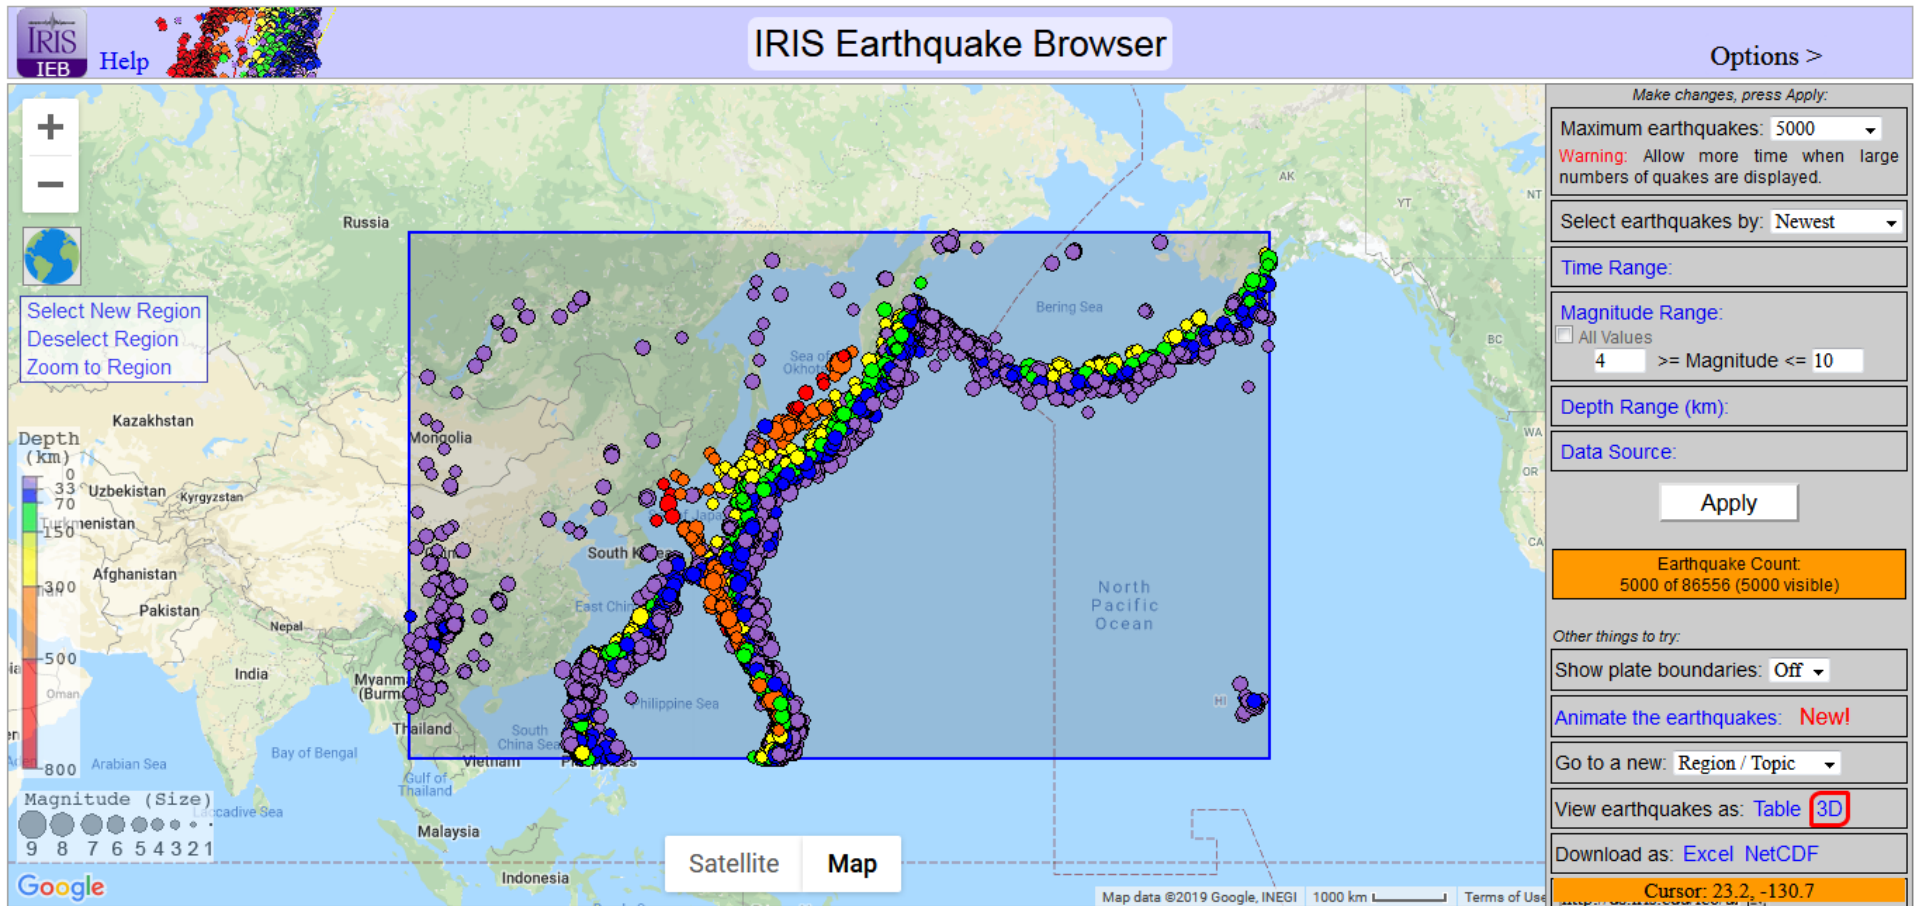 IRIS
IEB
Help
IRIS Earthquake Browser
Options >
+
−
Select New Region
Deselect Region
Zoom to Region
Russia
AK
YT
NT
BC
WA
OR
CA
Bering Sea
Sea of
Okhotsk
Kazakhstan
Mongolia
Uzbekistan
Kyrgyzstan
Afghanistan
Pakistan
Nepal
India
Oman
Thailand
Vietnam
South
China Sea
Philippine Sea
North
Pacific
Ocean
HI
Arabian Sea
Bay of Bengal
Gulf of
Thailand
Malaysia
Indonesia
Depth
(km)
0
33
70
150
300
500
800
Magnitude (Size)
9 8 7 6 5 4 3 2 1
Google
Satellite
Map
Map data ©2019 Google, INEGI
1000 km
Terms of Use
Make changes, press Apply:
Maximum earthquakes: 5000
Warning: Allow more time when large
numbers of quakes are displayed.
Select earthquakes by: Newest
Time Range:
Magnitude Range:
All Values
4 >= Magnitude <= 10
Depth Range (km):
Data Source:
Apply
Earthquake Count:
5000 of 86556 (5000 visible)
Other things to try:
Show plate boundaries: Off
Animate the earthquakes: New!
Go to a new: Region / Topic
View earthquakes as: Table 3D
Download as: Excel NetCDF
Cursor: 23.2, -130.7